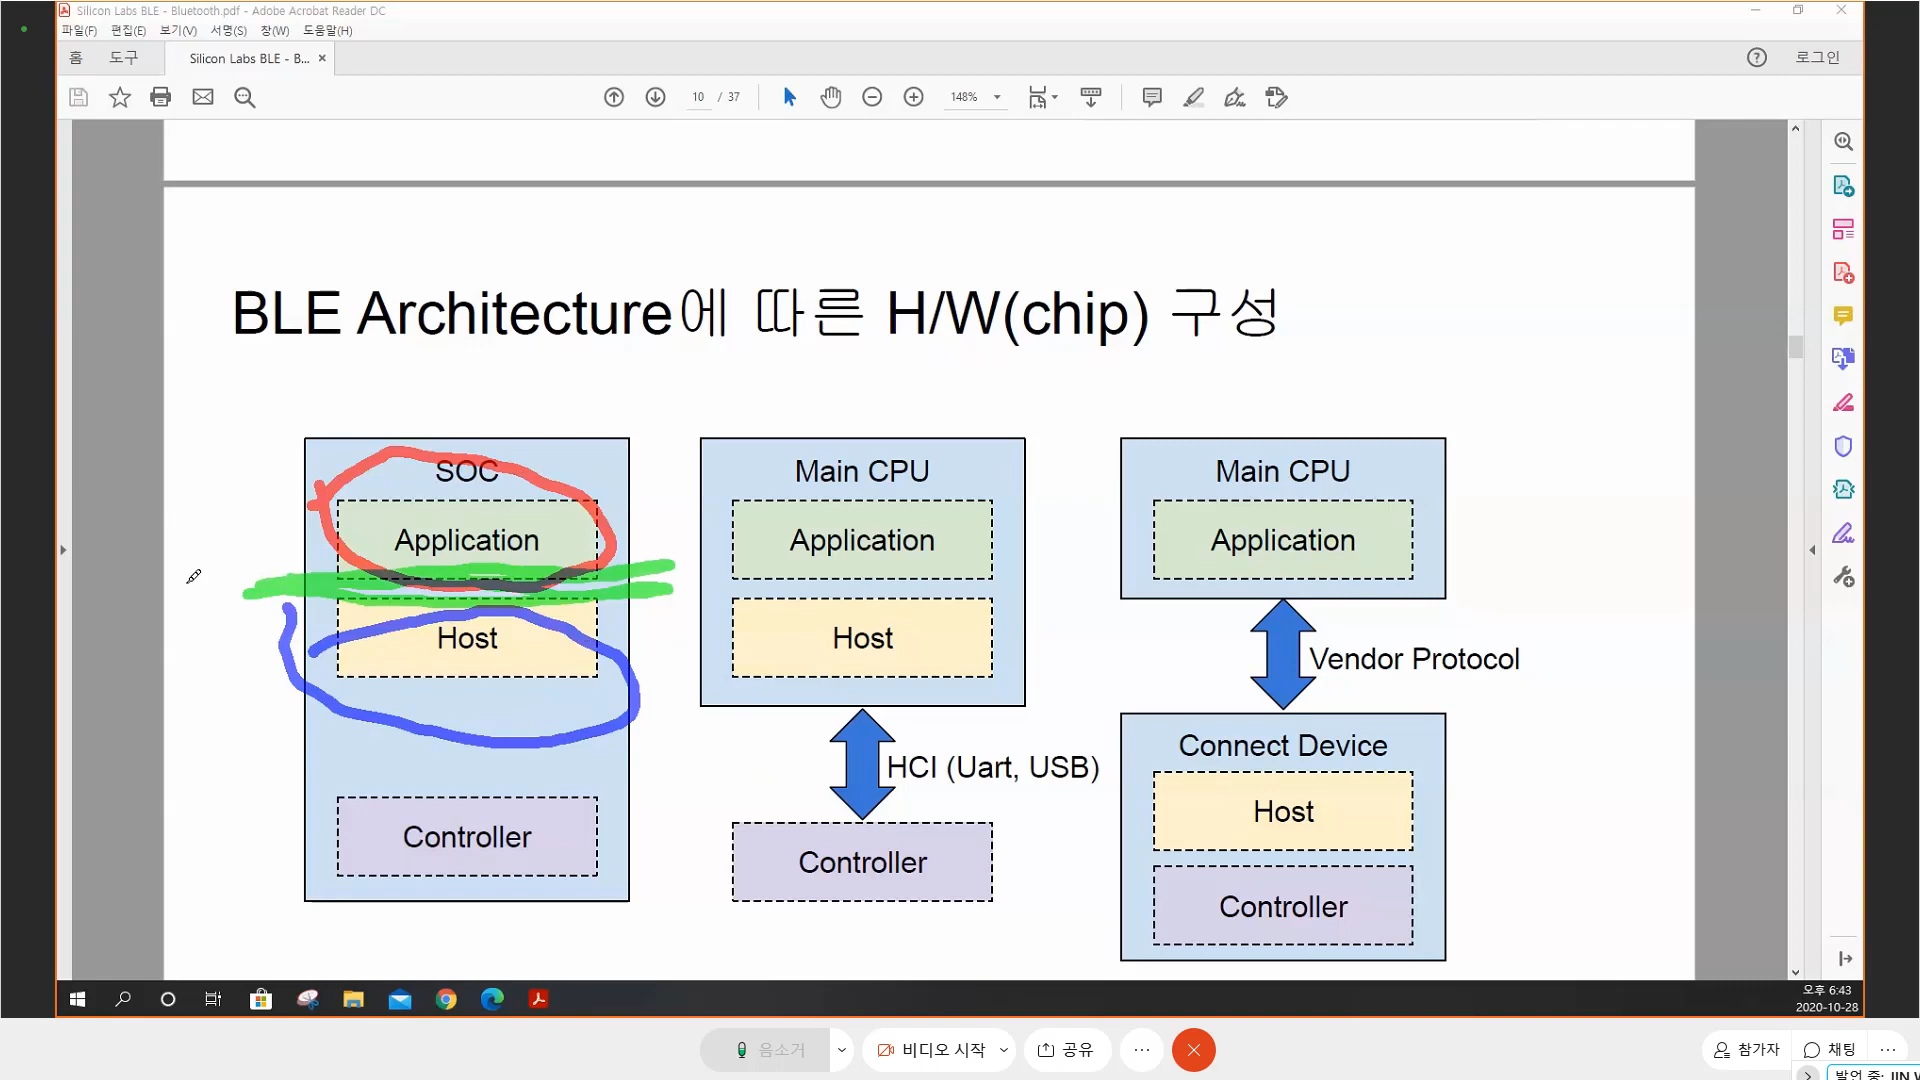 Silicon Labs BLE - Bluetooth.pdf - Adobe Acrobat Reader DC
파일(F) 편집(E) 보기(V) 서명(S) 창(W) 도움말(H)
홈 도구 Silicon Labs BLE - B... × 로그인
10 / 37 148%
BLE Architecture에 따른 H/W(chip) 구성
SOC
Application
Host
Controller
Main CPU
Application
Host
HCI (Uart, USB)
Controller
Main CPU
Application
Vendor Protocol
Connect Device
Host
Controller
오후 6:43
2020-10-28
음소거 비디오 시작 공유 참가자 채팅
발언 중: JIN